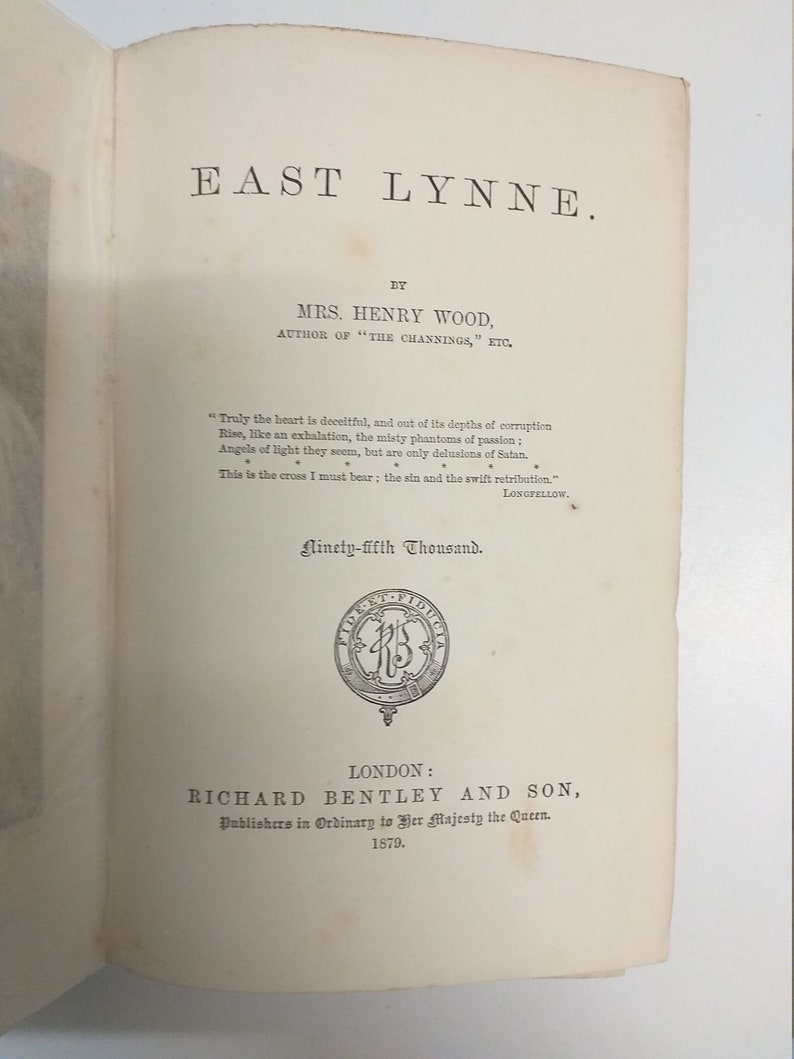 EAST LYNNE.
BY
MRS. HENRY WOOD,
AUTHOR OF "THE CHANNINGS," ETC.
"Truly the heart is deceitful, and out of its depths of corruption
Rise, like an exhalation, the misty phantoms of passion;
Angels of light they seem, but are only delusions of Satan.
* * * * * * *
This is the cross I must bear; the sin and the swift retribution."
LONGFELLOW.
Ninety-fifth Thousand.
FIDE·ET·FIDUCIA
RB
LONDON:
RICHARD BENTLEY AND SON,
Publishers in Ordinary to Her Majesty the Queen.
1879.